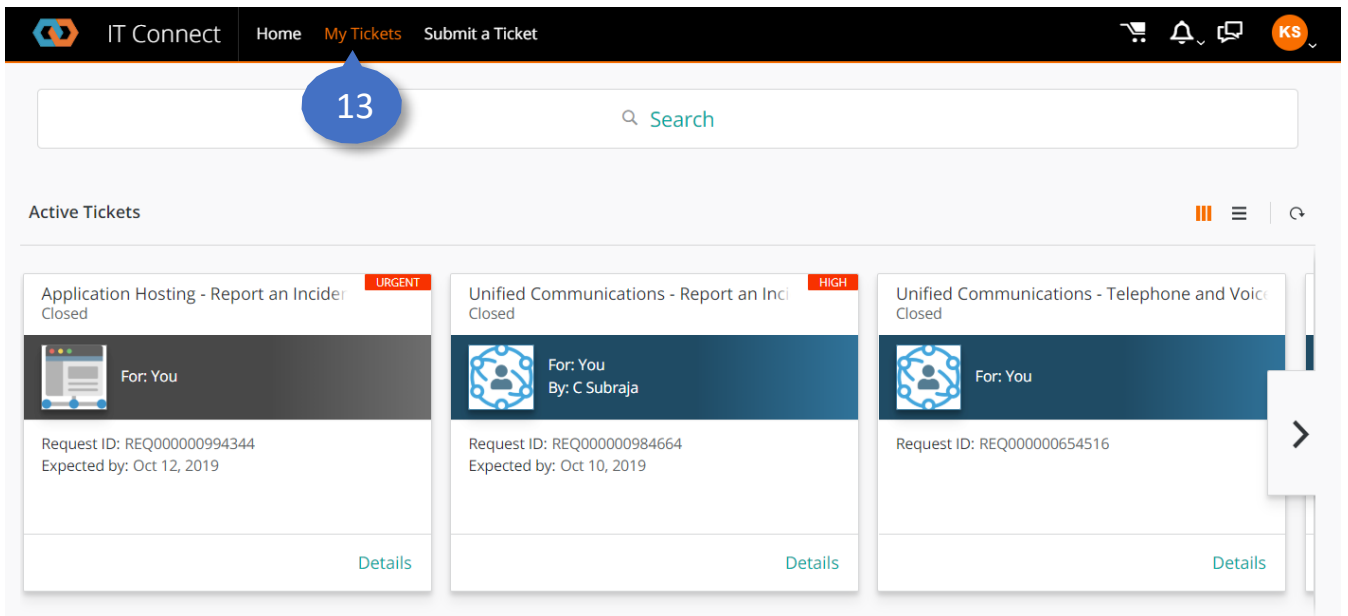 IT Connect Home My Tickets Submit a Ticket KS
13
Search
Active Tickets
URGENT
Application Hosting - Report an Inciden
Closed
For: You
Request ID: REQ000000994344
Expected by: Oct 12, 2019
Details
HIGH
Unified Communications - Report an Inci
Closed
For: You
By: C Subraja
Request ID: REQ000000984664
Expected by: Oct 10, 2019
Details
Unified Communications - Telephone and Voice
Closed
For: You
Request ID: REQ000000654516
Details